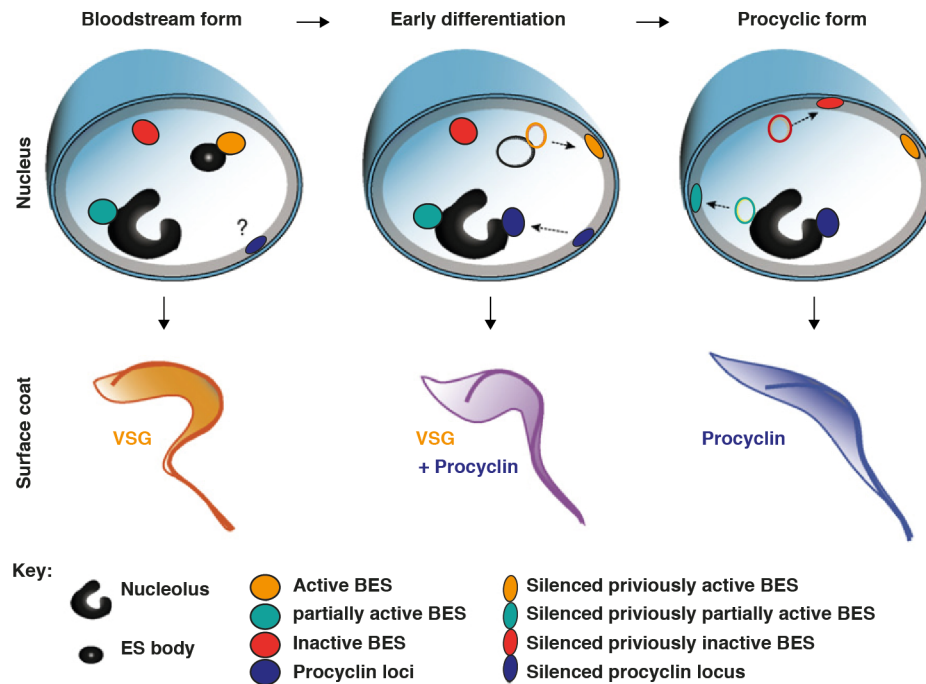 Bloodstream form
Early differentiation
Procyclic form
Nucleus
?
Surface coat
VSG
VSG
+ Procyclin
Procyclin
Key:
Nucleolus
ES body
Active BES
partially active BES
Inactive BES
Procyclin loci
Silenced priviously active BES
Silenced priviously partially active BES
Silenced priviously inactive BES
Silenced procyclin locus